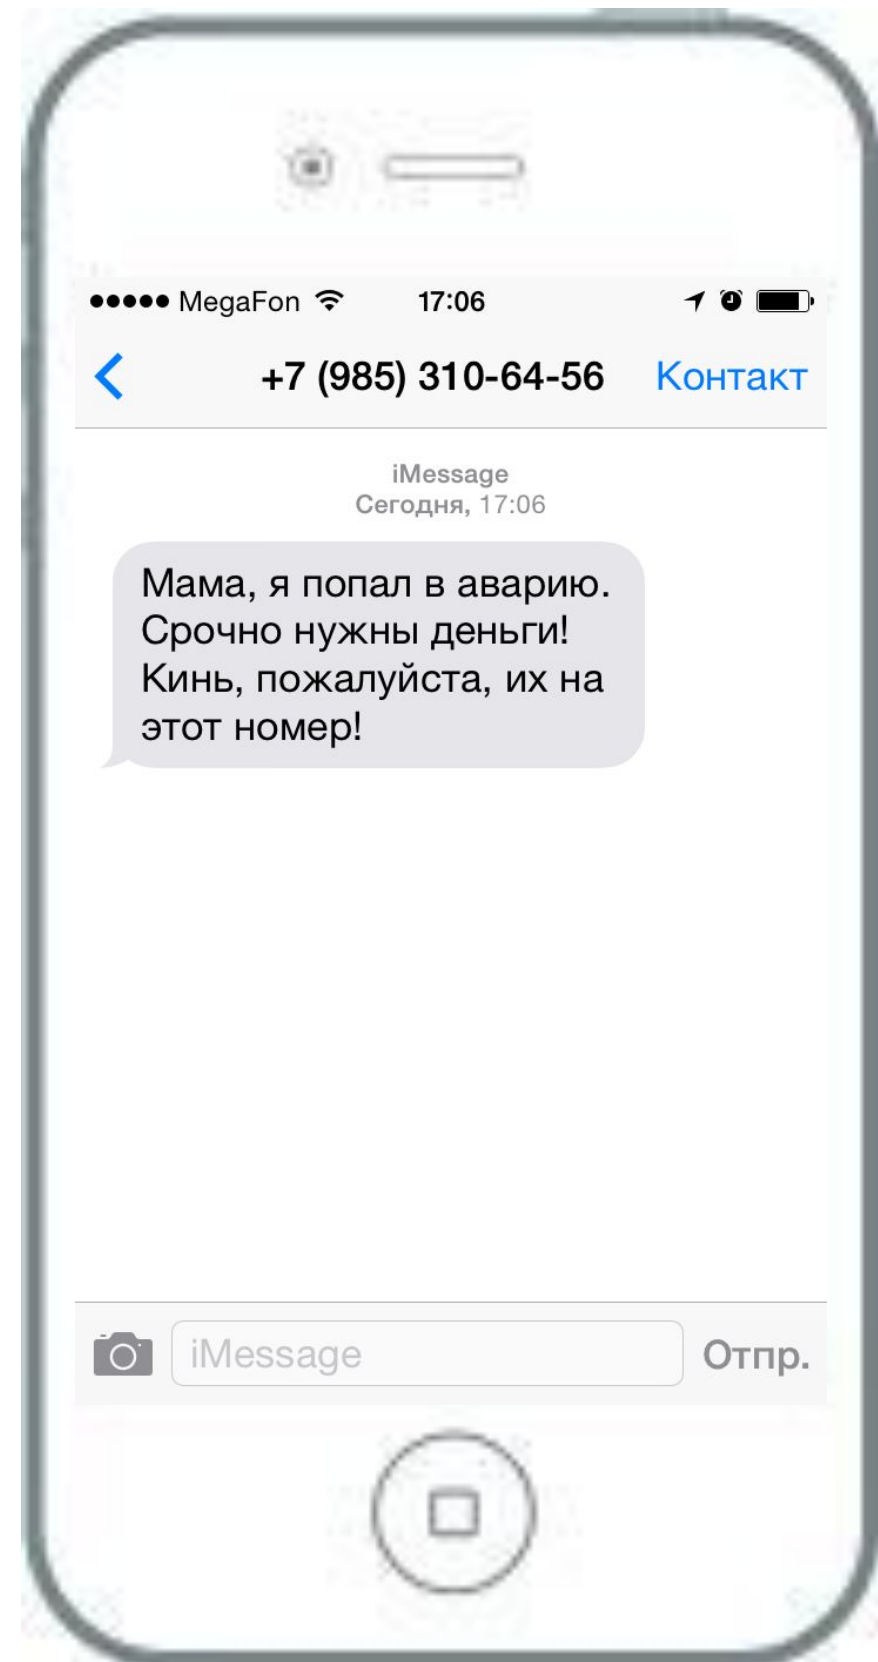 MegaFon 17:06
+7 (985) 310-64-56 Контакт
iMessage
Сегодня, 17:06
Мама, я попал в аварию.
Срочно нужны деньги!
Кинь, пожалуйста, их на
этот номер!
iMessage Отпр.